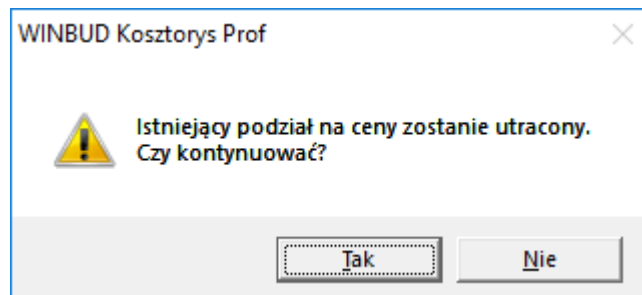 WINBUD Kosztorys Prof
Istniejący podział na ceny zostanie utracony.
Czy kontynuować?
Tak
Nie